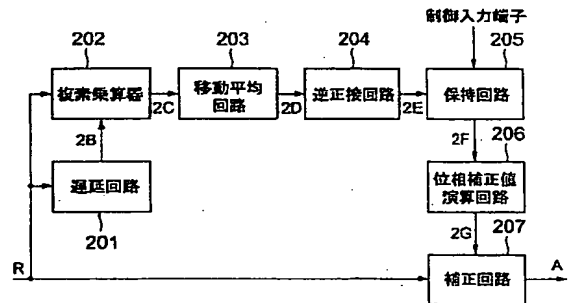 制御入力端子
202
203
204
205
複素乗算器
2C
移動平均
回路
2D
逆正接回路
2E
保持回路
2B
2F
206
遅延回路
位相補正値
演算回路
201
2G
207
R
補正回路
A